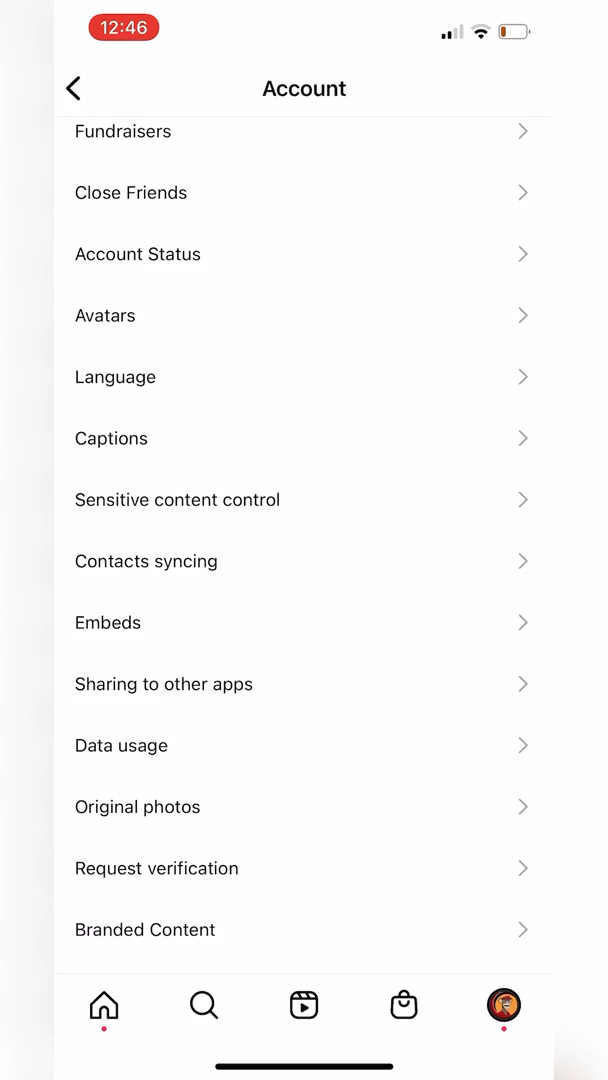 12:46
Account
Fundraisers
Close Friends
Account Status
Avatars
Language
Captions
Sensitive content control
Contacts syncing
Embeds
Sharing to other apps
Data usage
Original photos
Request verification
Branded Content